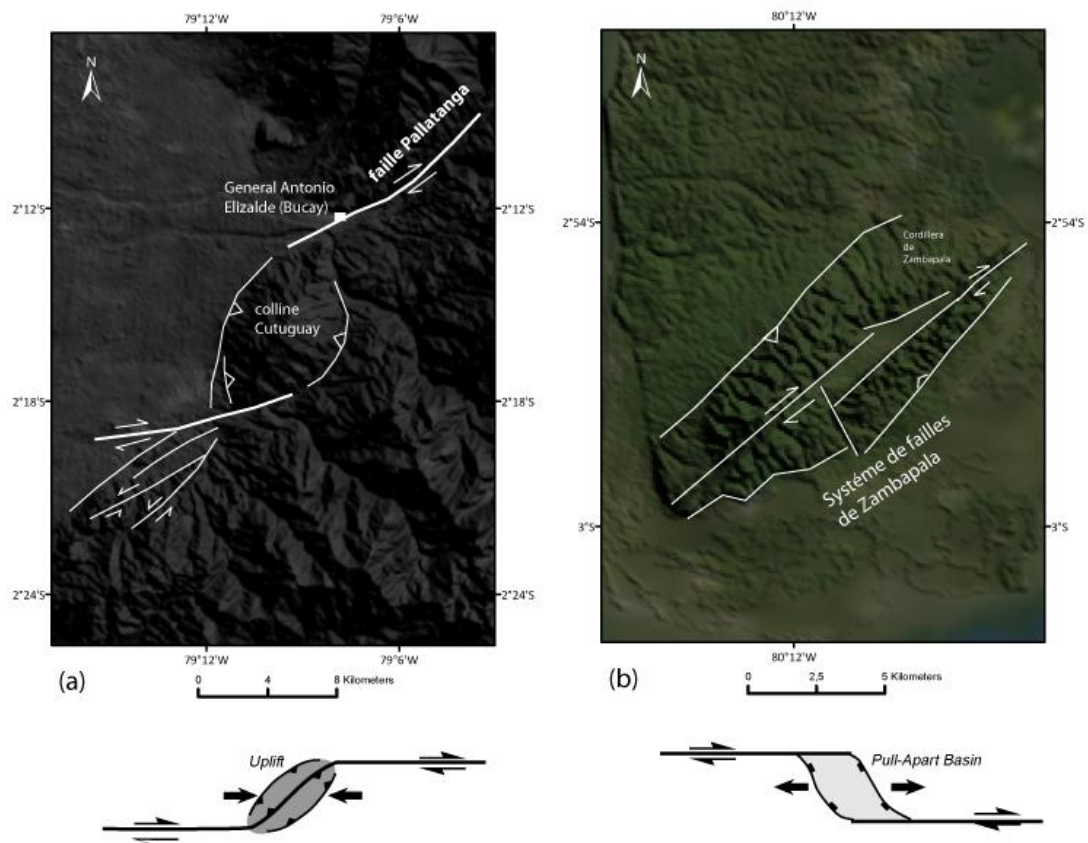 79°12'W
79°6'W
N
faille Pallatanga
General Antonio
Elizalde (Bucay)
2°12'S
colline
Cutuguay
2°18'S
2°24'S
79°12'W
79°6'W
(a)
0
4
8 Kilometers
80°12'W
N
2°12'S
2°54'S
2°54'S
Cordillera
de
Zambapala
2°18'S
Systéme de failles
de Zambapala
3°S
3°S
2°24'S
80°12'W
(b)
0
2,5
5 Kilometers
Uplift
Pull-Apart Basin